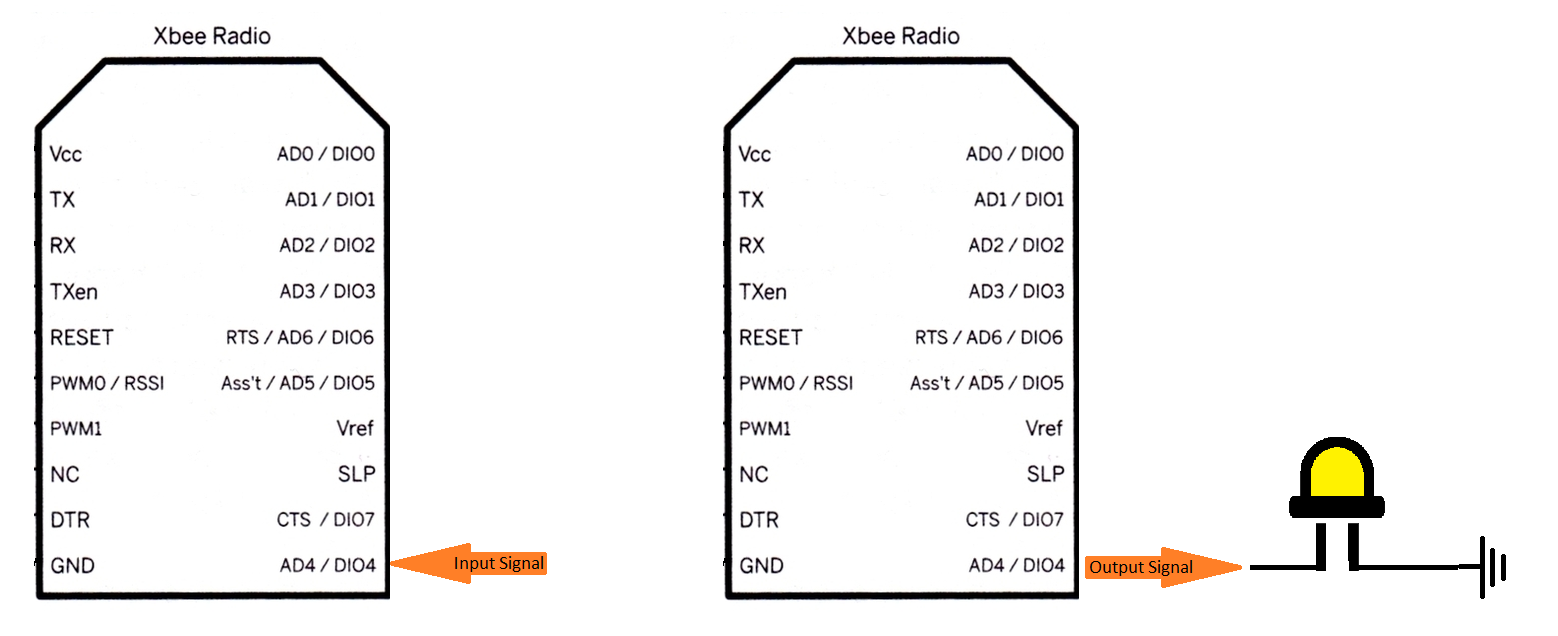 Xbee Radio
Vcc AD0 / DIO0
TX AD1 / DIO1
RX AD2 / DIO2
TXen AD3 / DIO3
RESET RTS / AD6 / DIO6
PWM0 / RSSI Ass't / AD5 / DIO5
PWM1 Vref
NC SLP
DTR CTS / DIO7
GND AD4 / DIO4
Input Signal
Xbee Radio
Vcc AD0 / DIO0
TX AD1 / DIO1
RX AD2 / DIO2
TXen AD3 / DIO3
RESET RTS / AD6 / DIO6
PWM0 / RSSI Ass't / AD5 / DIO5
PWM1 Vref
NC SLP
DTR CTS / DIO7
GND AD4 / DIO4
Output Signal